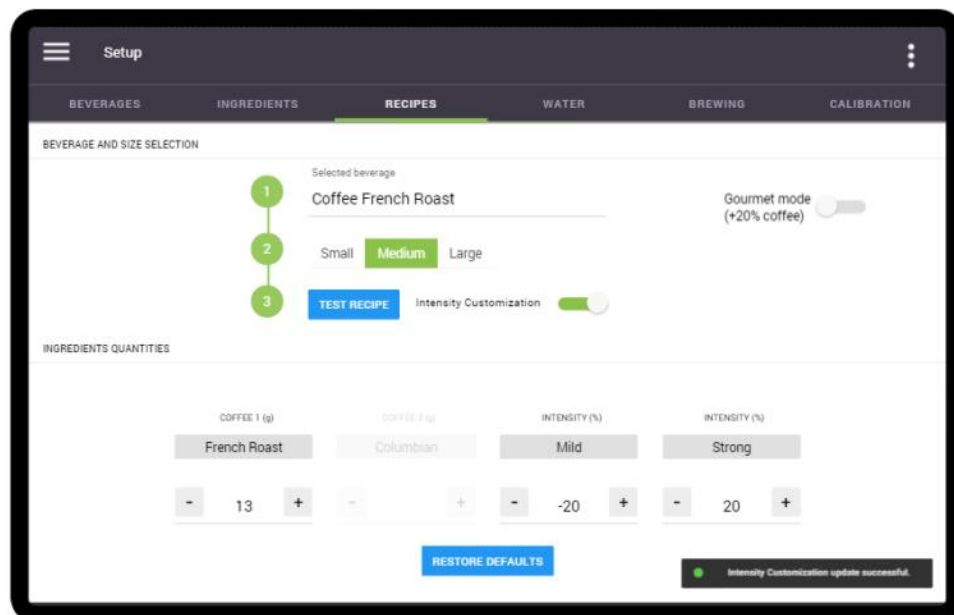 Setup
BEVERAGES INGREDIENTS RECIPES WATER BREWING CALIBRATION
BEVERAGE AND SIZE SELECTION
Selected beverage
1
Coffee French Roast
Gourmet mode
(+20% coffee)
2
Small Medium Large
3
TEST RECIPE Intensity Customization
INGREDIENTS QUANTITIES
COFFEE 1 (g) COFFEE 2 (g) INTENSITY (%) INTENSITY (%)
French Roast Columbian Mild Strong
- 13 + - + - -20 + - 20 +
RESTORE DEFAULTS
Intensity Customization update successful.